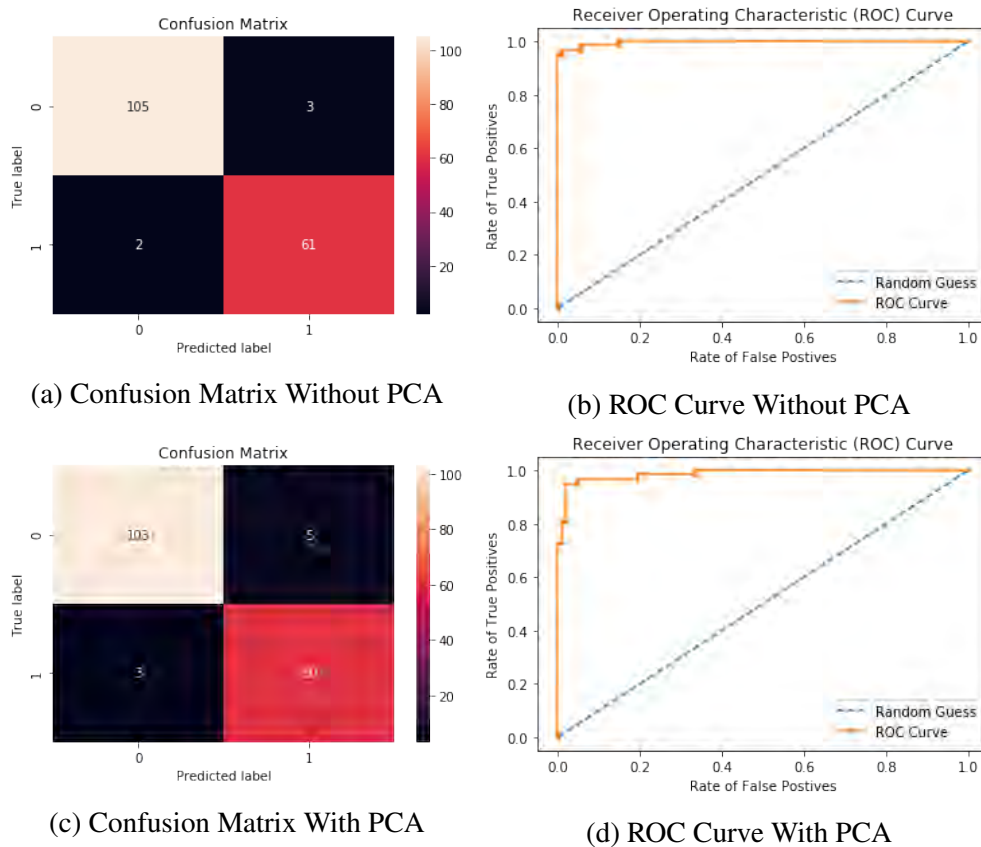 Confusion Matrix
0
1
True label
105
3
2
61
0
1
Predicted label
100
80
60
40
20
(a) Confusion Matrix Without PCA
Receiver Operating Characteristic (ROC) Curve
Rate of True Positives
1.0
0.8
0.6
0.4
0.2
0.0
Random Guess
ROC Curve
0.0 0.2 0.4 0.6 0.8 1.0
Rate of False Postives
(b) ROC Curve Without PCA
Confusion Matrix
0
1
True label
103
5
3
0
1
Predicted label
100
80
60
40
20
(c) Confusion Matrix With PCA
Receiver Operating Characteristic (ROC) Curve
Rate of True Positives
1.0
0.8
0.6
0.4
0.2
0.0
Random Guess
ROC Curve
0.0 0.2 0.4 0.6 0.8 1.0
Rate of False Postives
(d) ROC Curve With PCA